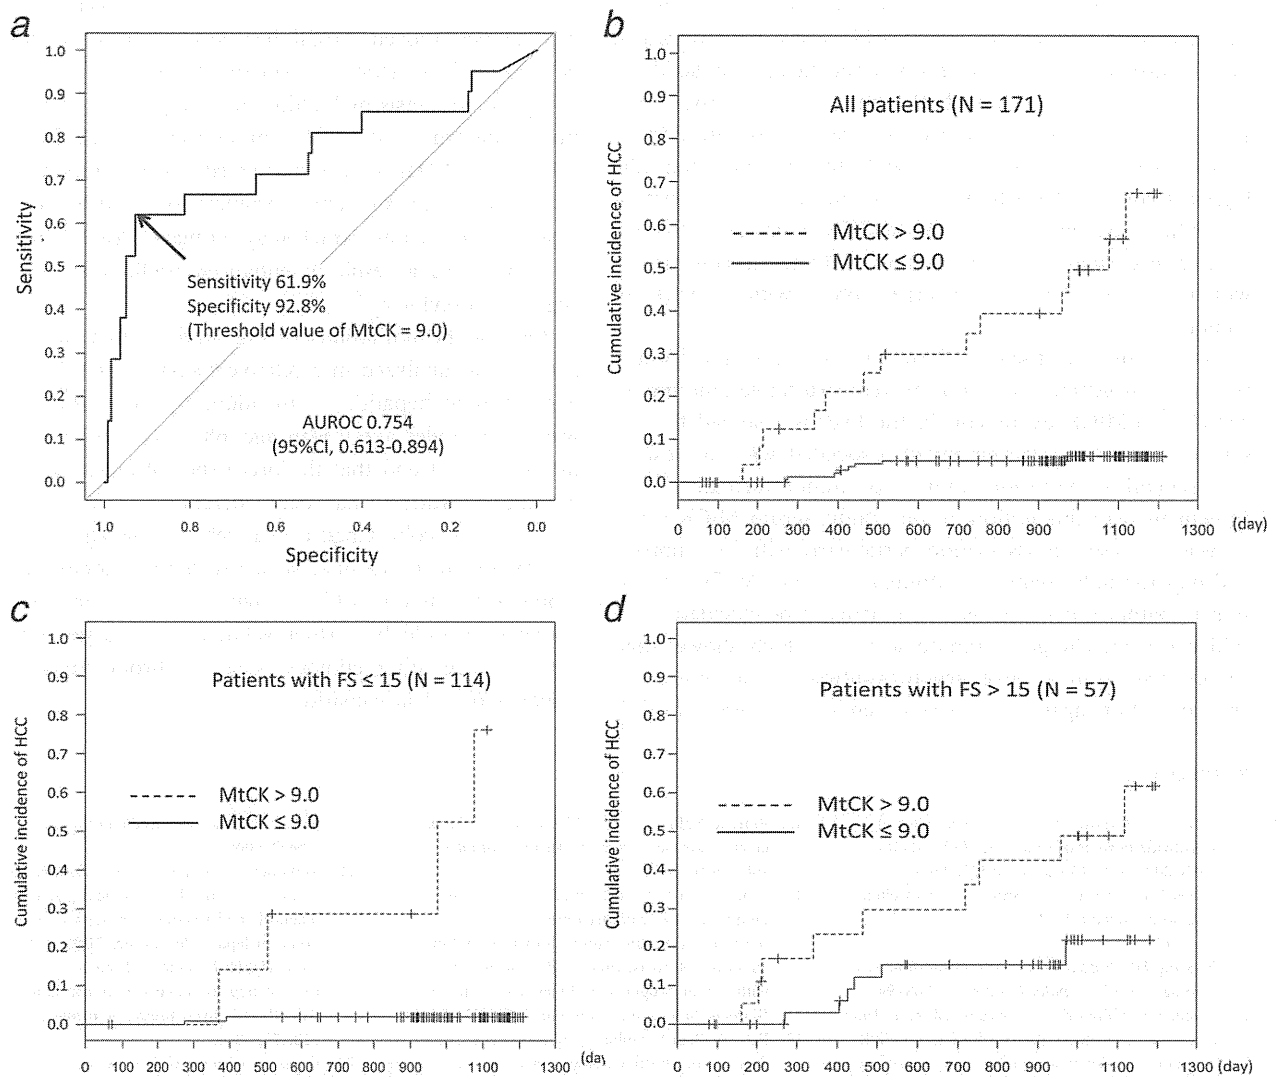 a
1.0
0.9
0.8
0.7
0.6
0.5
0.4
0.3
0.2
0.1
0.0
Sensitivity
Sensitivity 61.9%
Specificity 92.8%
(Threshold value of MtCK = 9.0)
AUROC 0.754
(95%CI, 0.613-0.894)
1.0 0.8 0.6 0.4 0.2 0.0
Specificity
b
1.0
0.9
0.8
0.7
0.6
0.5
0.4
0.3
0.2
0.1
0.0
Cumulative incidence of HCC
All patients (N = 171)
MtCK > 9.0
MtCK ≤ 9.0
0 100 200 300 400 500 600 700 800 900 1100 1300 (day)
c
1.0
0.9
0.8
0.7
0.6
0.5
0.4
0.3
0.2
0.1
0.0
Cumulative incidence of HCC
Patients with FS ≤ 15 (N = 114)
MtCK > 9.0
MtCK ≤ 9.0
0 100 200 300 400 500 600 700 800 900 1100 1300
(day
d
1.0
0.9
0.8
0.7
0.6
0.5
0.4
0.3
0.2
0.1
0.0
Cumulative incidence of HCC
Patients with FS > 15 (N = 57)
MtCK > 9.0
MtCK ≤ 9.0
0 100 200 300 400 500 600 700 800 900 1100 1300 (day)